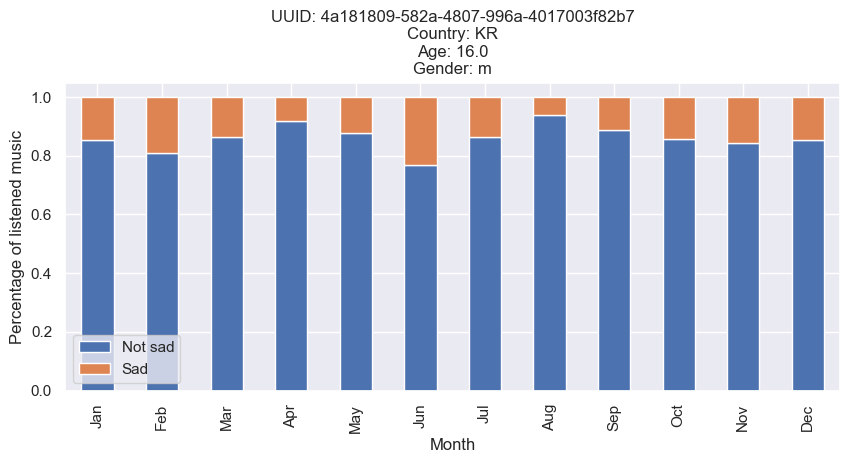 UUID: 4a181809-582a-4807-996a-4017003f82b7
Country: KR
Age: 16.0
Gender: m
Percentage of listened music
1.0
0.8
0.6
0.4
0.2
0.0
Not sad
Sad
Jan
Feb
Mar
Apr
May
Jun
Jul
Aug
Sep
Oct
Nov
Dec
Month